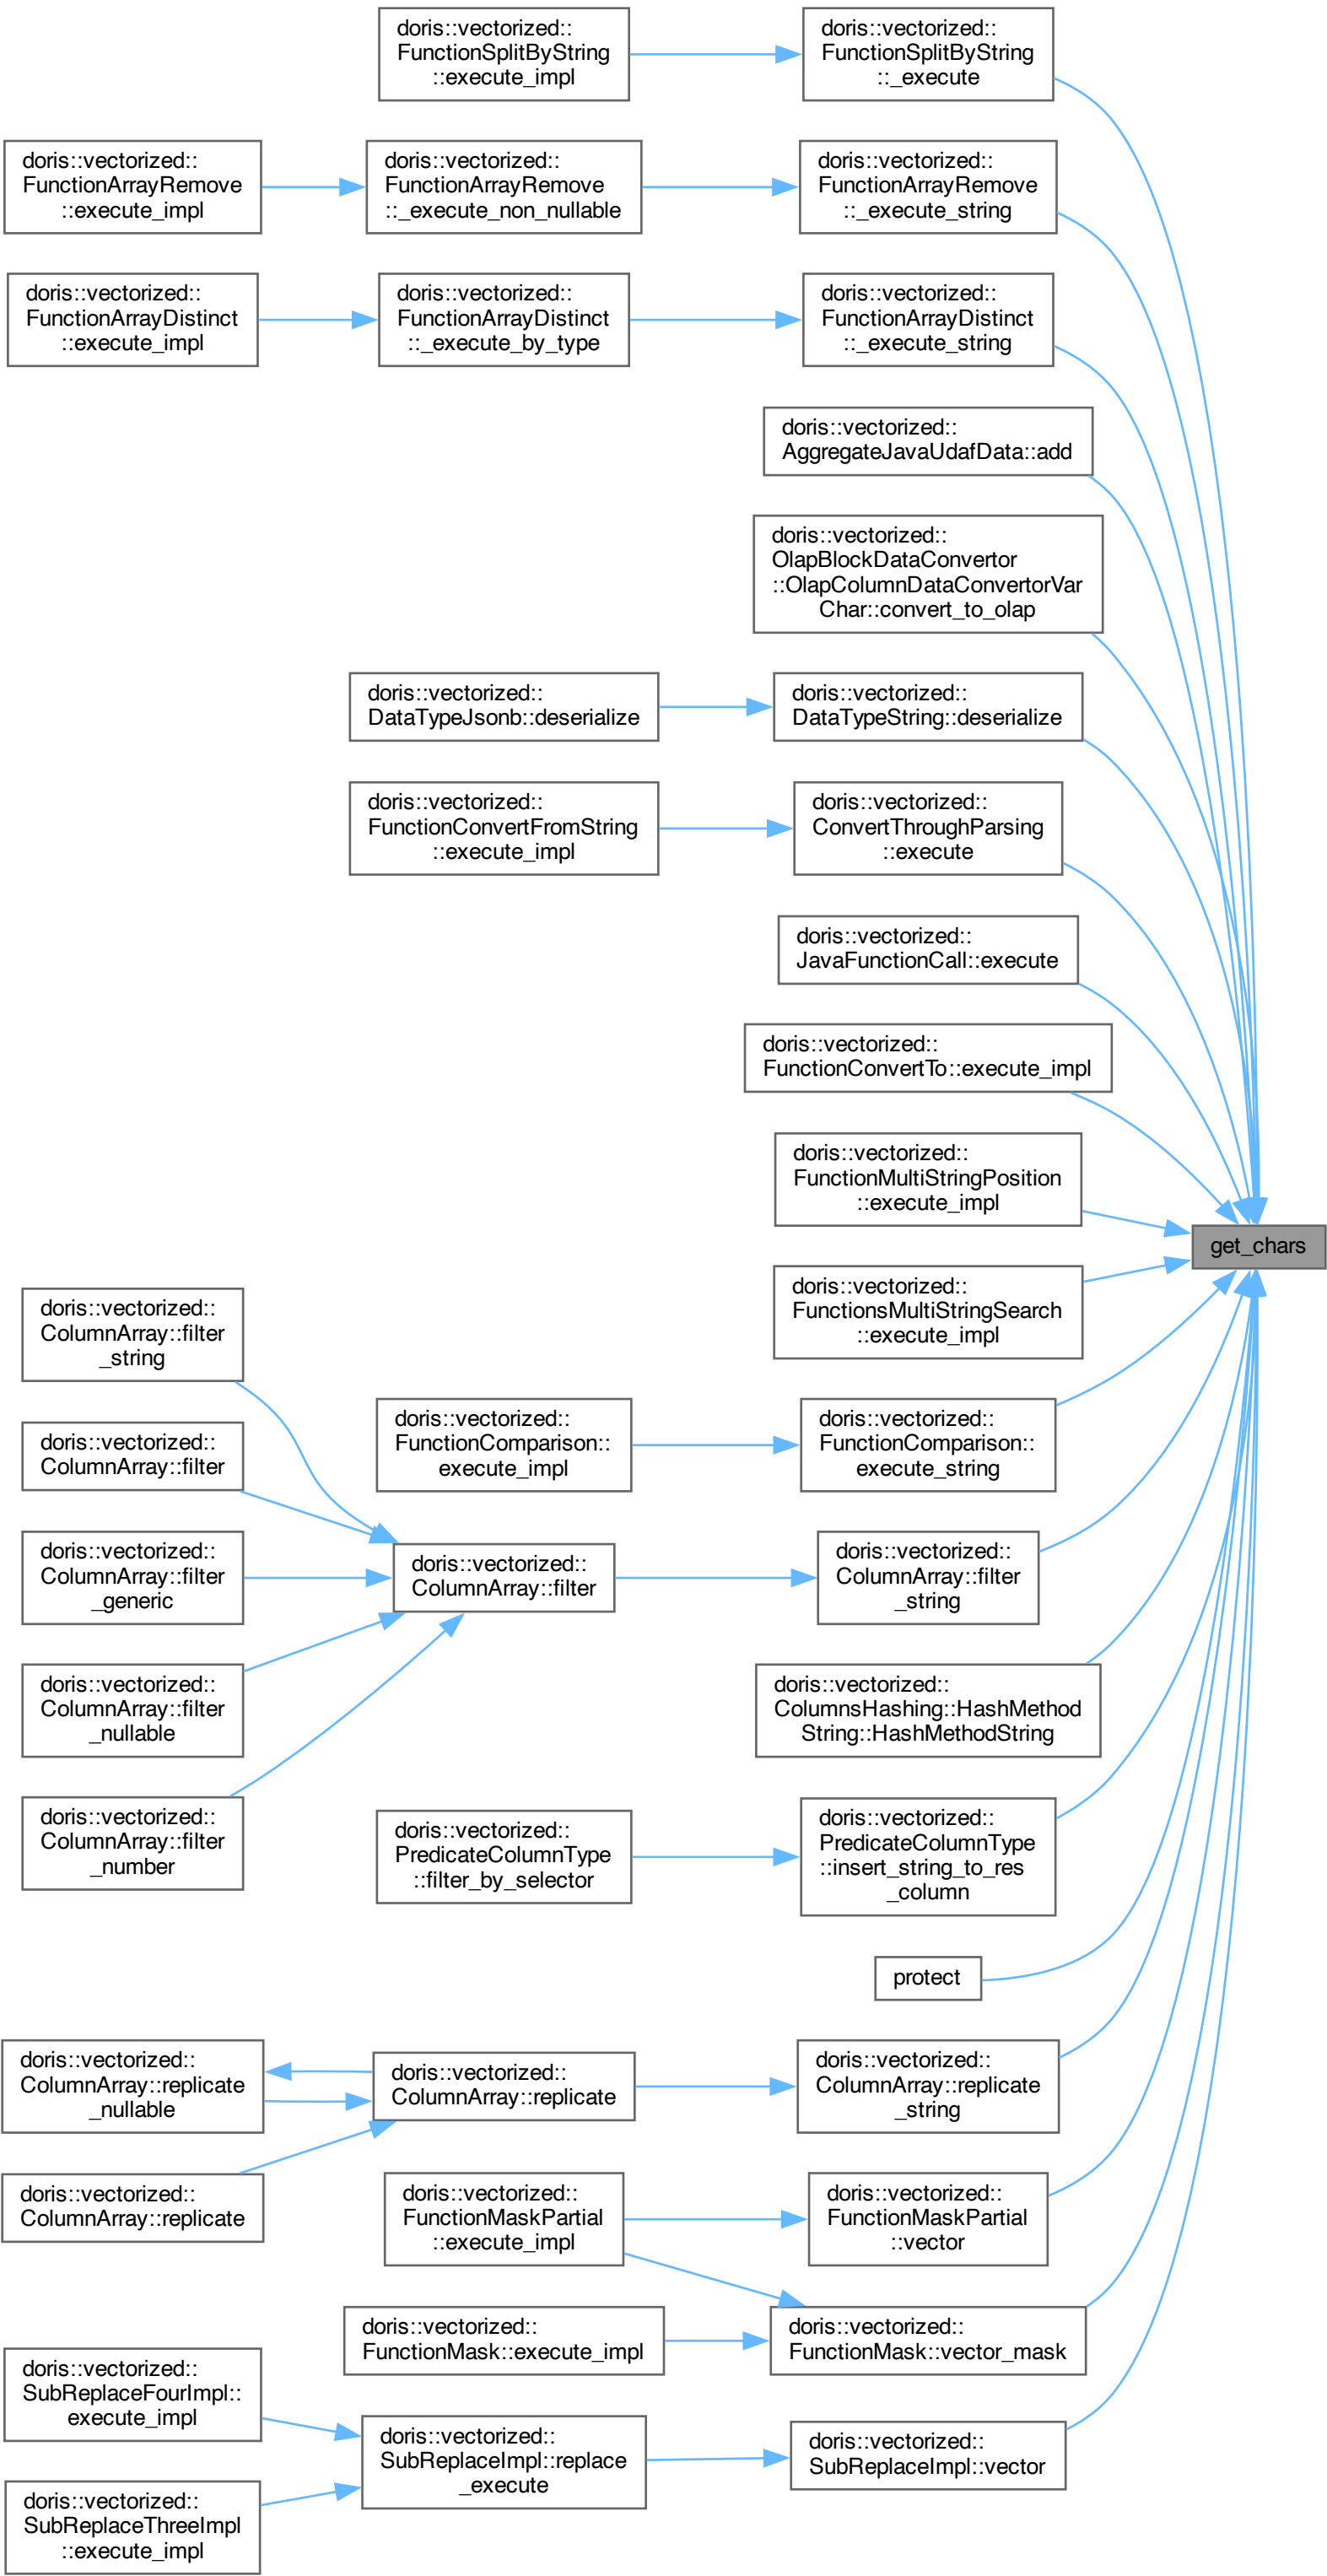 doris::vectorized::
FunctionSplitByString
::execute_impl
doris::vectorized::
FunctionSplitByString
::_execute
doris::vectorized::
FunctionArrayRemove
::execute_impl
doris::vectorized::
FunctionArrayRemove
::_execute_non_nullable
doris::vectorized::
FunctionArrayRemove
::_execute_string
doris::vectorized::
FunctionArrayDistinct
::execute_impl
doris::vectorized::
FunctionArrayDistinct
::_execute_by_type
doris::vectorized::
FunctionArrayDistinct
::_execute_string
doris::vectorized::
AggregateJavaUdafData::add
doris::vectorized::
OlapBlockDataConvertor
::OlapColumnDataConvertorVar
Char::convert_to_olap
doris::vectorized::
DataTypeJsonb::deserialize
doris::vectorized::
DataTypeString::deserialize
doris::vectorized::
FunctionConvertFromString
::execute_impl
doris::vectorized::
ConvertThroughParsing
::execute
doris::vectorized::
JavaFunctionCall::execute
doris::vectorized::
FunctionConvertTo::execute_impl
doris::vectorized::
FunctionMultiStringPosition
::execute_impl
get_chars
doris::vectorized::
FunctionsMultiStringSearch
::execute_impl
doris::vectorized::
ColumnArray::filter
_string
doris::vectorized::
FunctionComparison::
execute_impl
doris::vectorized::
FunctionComparison::
execute_string
doris::vectorized::
ColumnArray::filter
doris::vectorized::
ColumnArray::filter
_generic
doris::vectorized::
ColumnArray::filter
doris::vectorized::
ColumnArray::filter
_string
doris::vectorized::
ColumnArray::filter
_nullable
doris::vectorized::
ColumnsHashing::HashMethod
String::HashMethodString
doris::vectorized::
ColumnArray::filter
_number
doris::vectorized::
PredicateColumnType
::filter_by_selector
doris::vectorized::
PredicateColumnType
::insert_string_to_res
_column
protect
doris::vectorized::
ColumnArray::replicate
_nullable
doris::vectorized::
ColumnArray::replicate
doris::vectorized::
ColumnArray::replicate
_string
doris::vectorized::
ColumnArray::replicate
doris::vectorized::
FunctionMaskPartial
::execute_impl
doris::vectorized::
FunctionMaskPartial
::vector
doris::vectorized::
FunctionMask::execute_impl
doris::vectorized::
FunctionMask::vector_mask
doris::vectorized::
SubReplaceFourImpl::
execute_impl
doris::vectorized::
SubReplaceImpl::replace
_execute
doris::vectorized::
SubReplaceImpl::vector
doris::vectorized::
SubReplaceThreeImpl
::execute_impl